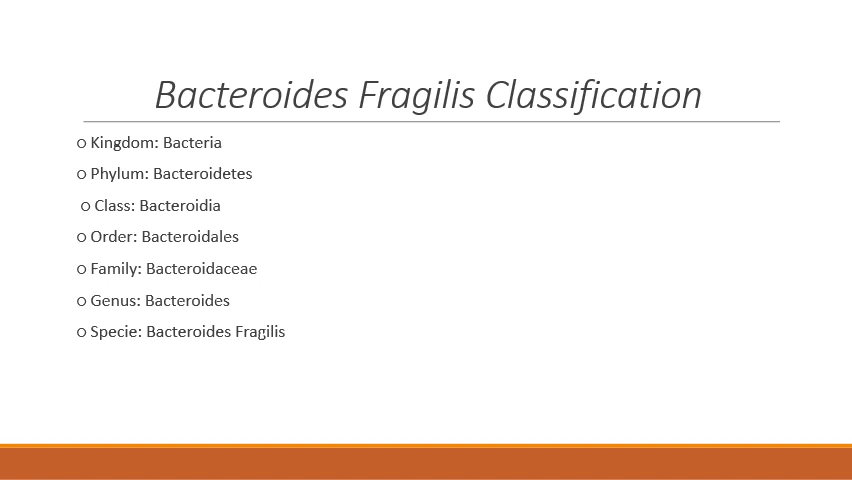 Bacteroides Fragilis Classification
o Kingdom: Bacteria
o Phylum: Bacteroidetes
o Class: Bacteroidia
o Order: Bacteroidales
o Family: Bacteroidaceae
o Genus: Bacteroides
o Specie: Bacteroides Fragilis